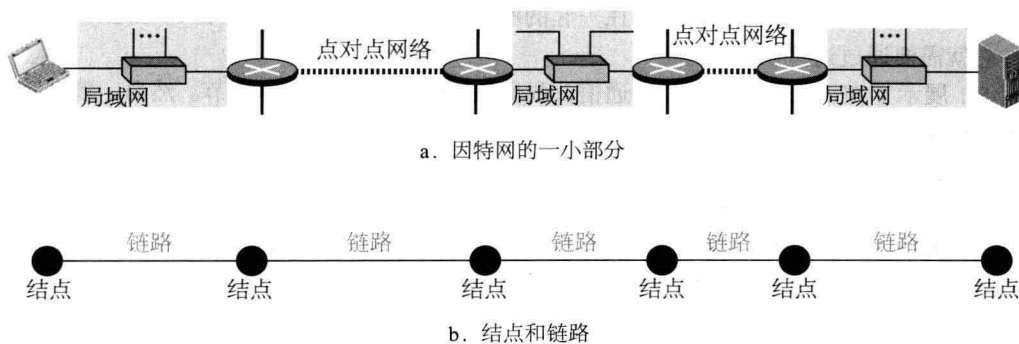 点对点网络
点对点网络
局域网
局域网
局域网
a. 因特网的一小部分
链路 链路 链路 链路 链路
结点 结点 结点 结点 结点 结点
b. 结点和链路